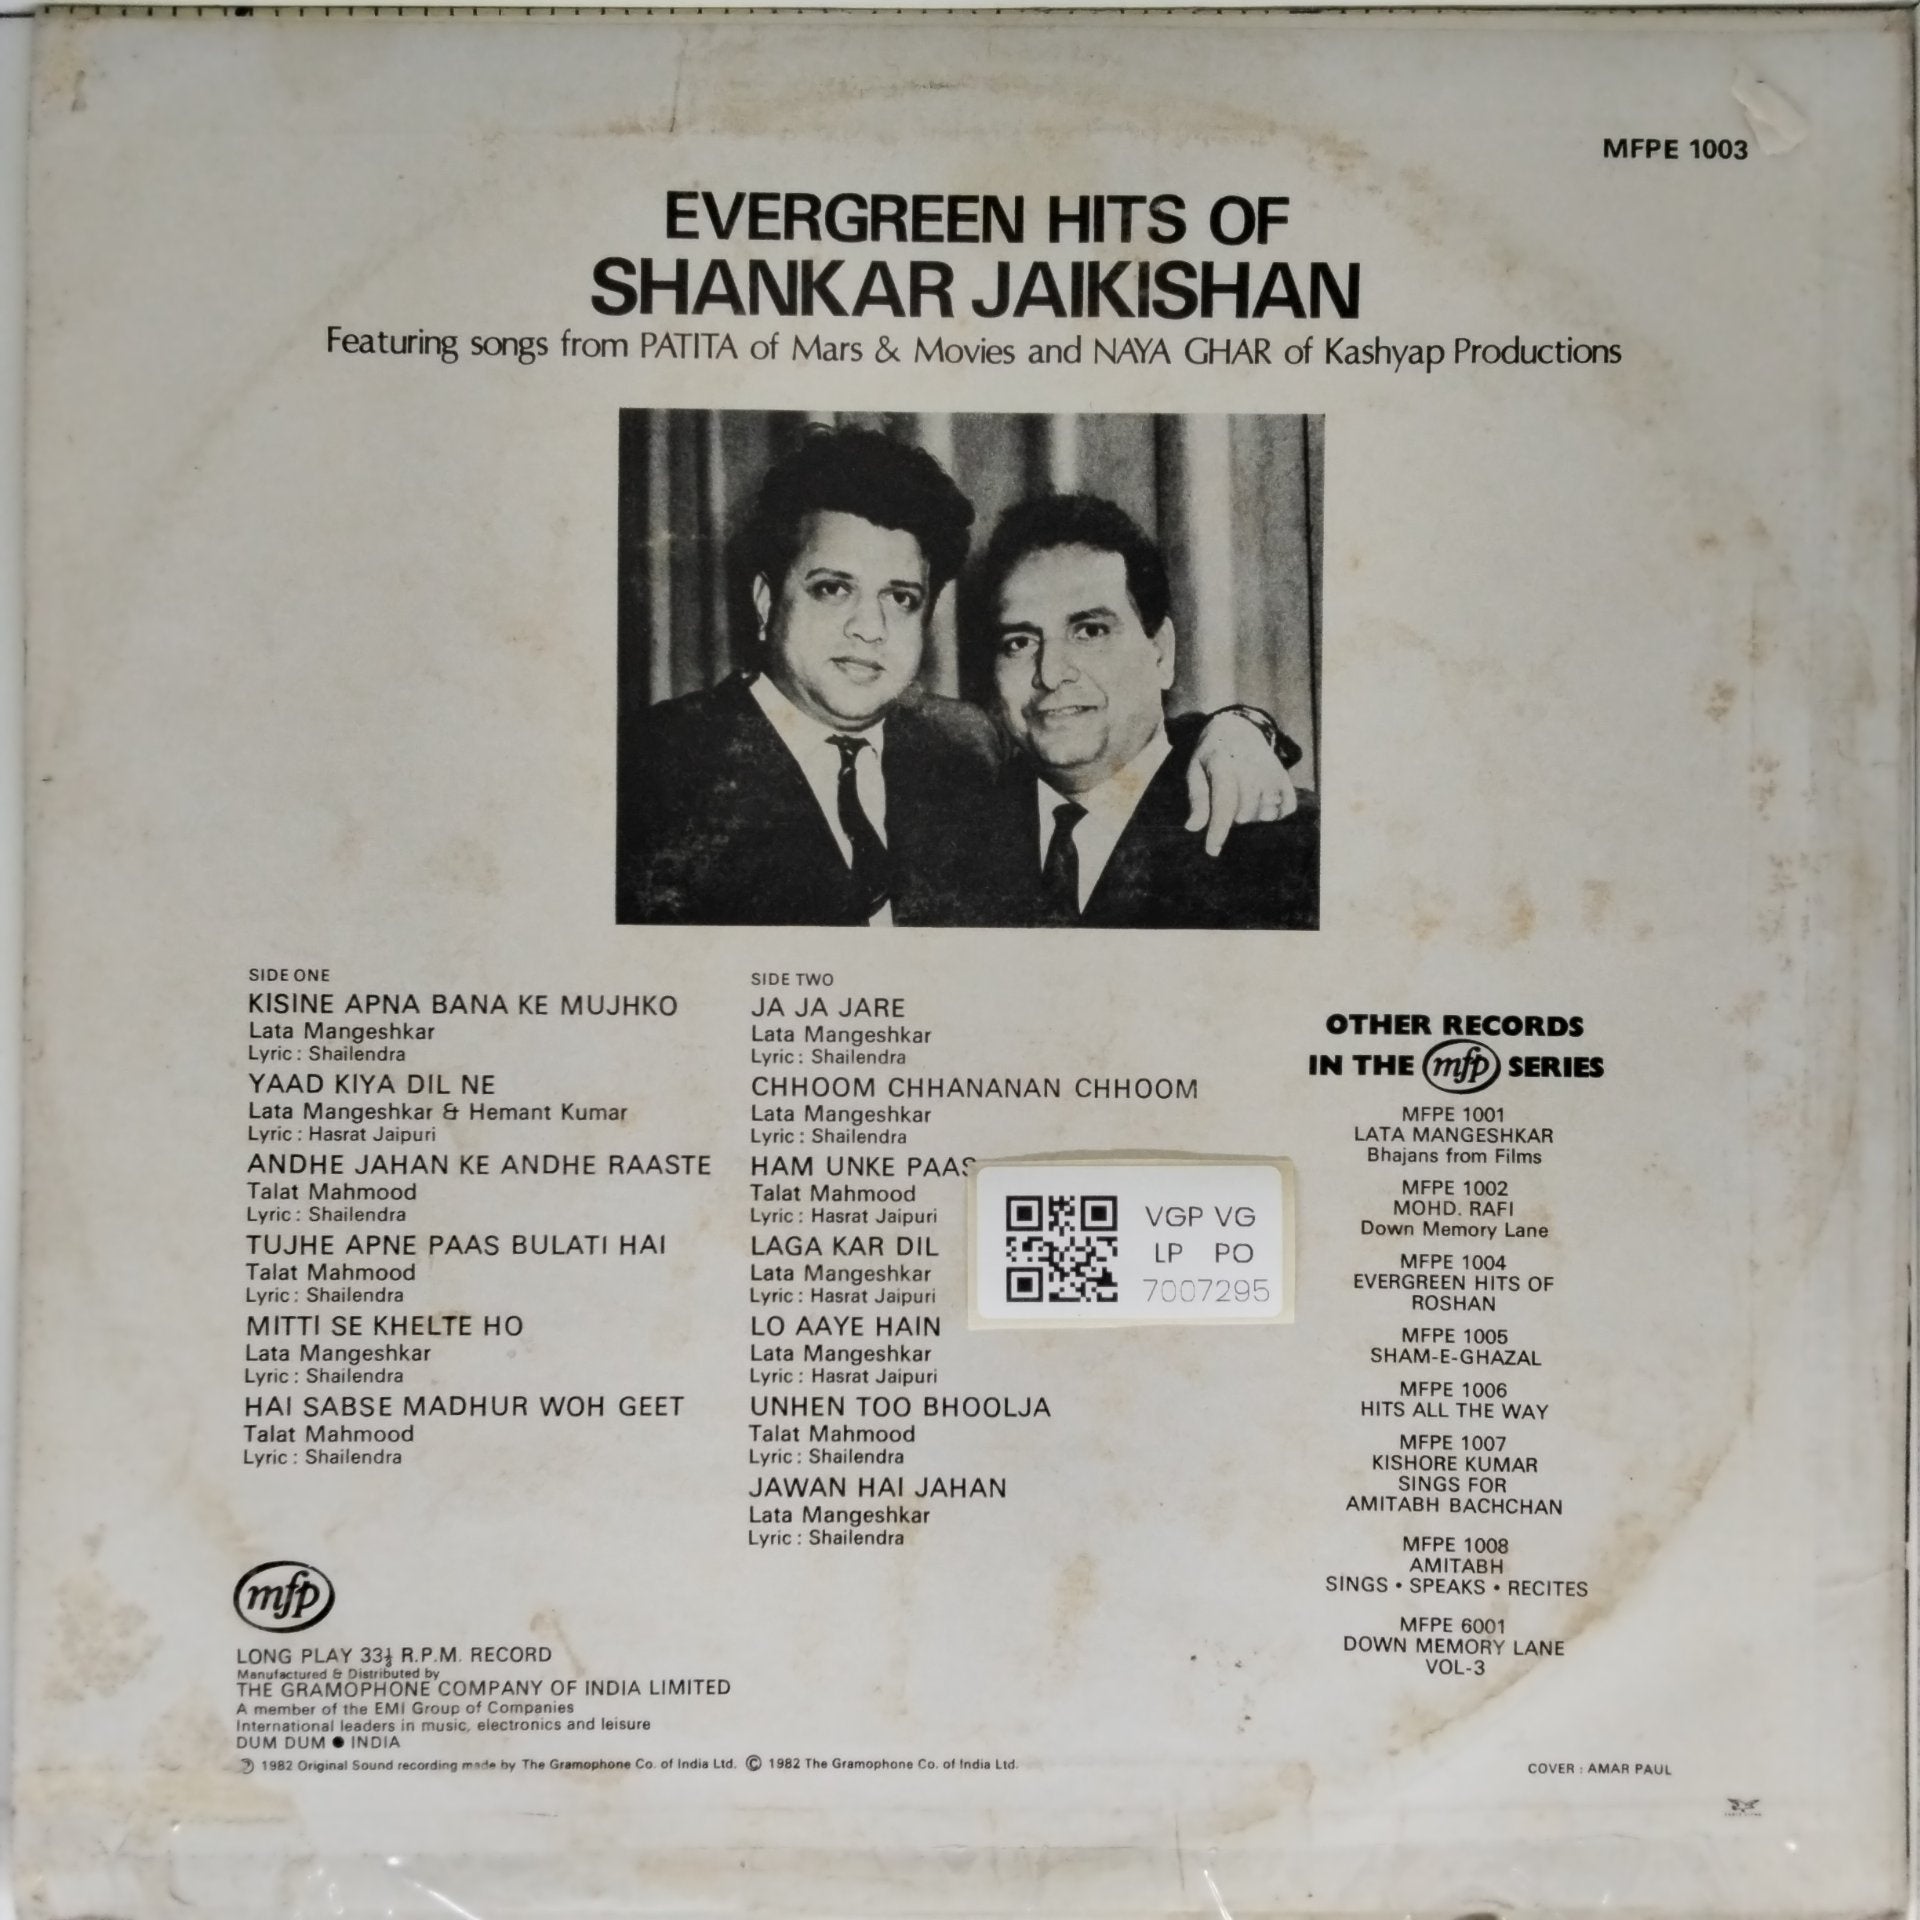 MFPE 1003
EVERGREEN HITS OF
SHANKAR JAIKISHAN
Featuring songs from PATITA of Mars & Movies and NAYA GHAR of Kashyap Productions
SIDE ONE
KISINE APNA BANA KE MUJHKO
Lata Mangeshkar
Lyric : Shailendra
YAAD KIYA DIL NE
Lata Mangeshkar & Hemant Kumar
Lyric : Hasrat Jaipuri
ANDHE JAHAN KE ANDHE RAASTE
Talat Mahmood
Lyric : Shailendra
TUJHE APNE PAAS BULATI HAI
Talat Mahmood
Lyric : Shailendra
MITTI SE KHELTE HO
Lata Mangeshkar
Lyric : Shailendra
HAI SABSE MADHUR WOH GEET
Talat Mahmood
Lyric : Shailendra
SIDE TWO
JA JA JARE
Lata Mangeshkar
Lyric : Shailendra
CHHOOM CHHANANAN CHHOOM
Lata Mangeshkar
Lyric : Shailendra
HAM UNKE PAAS
Talat Mahmood
Lyric : Hasrat Jaipuri
LAGA KAR DIL
Lata Mangeshkar
Lyric : Hasrat Jaipuri
LO AAYE HAIN
Lata Mangeshkar
Lyric : Hasrat Jaipuri
UNHEN TOO BHOOLJA
Talat Mahmood
Lyric : Shailendra
JAWAN HAI JAHAN
Lata Mangeshkar
Lyric : Shailendra
VGP VG
LP PO
7007295
OTHER RECORDS
IN THE mfp SERIES
MFPE 1001
LATA MANGESHKAR
Bhajans from Films
MFPE 1002
MOHD. RAFI
Down Memory Lane
MFPE 1004
EVERGREEN HITS OF
ROSHAN
MFPE 1005
SHAM-E-GHAZAL
MFPE 1006
HITS ALL THE WAY
MFPE 1007
KISHORE KUMAR
SINGS FOR
AMITABH BACHCHAN
MFPE 1008
AMITABH
SINGS • SPEAKS • RECITES
MFPE 6001
DOWN MEMORY LANE
VOL-3
mfp
LONG PLAY 33⅓ R.P.M. RECORD
Manufactured & Distributed by
THE GRAMOPHONE COMPANY OF INDIA LIMITED
A member of the EMI Group of Companies
International leaders in music, electronics and leisure
DUM DUM ● INDIA
℗ 1982 Original Sound recording made by The Gramophone Co. of India Ltd. © 1982 The Gramophone Co. of India Ltd.
COVER : AMAR PAUL